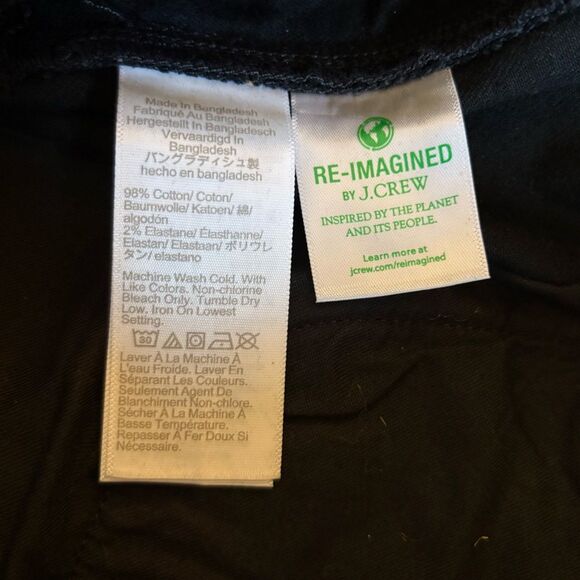 Made In Bangladesh
Fabriqué Au Bangladesh
Hergestellt In Bangladesch
Vervaardigd In
Bangladesh
バングラディシュ製
hecho en bangladesh
98% Cotton/ Coton/
Baumwolle/ Katoen/ 綿/
algodón
2% Elastane/ Élasthanne/
Elastan/ Elastaan/ ポリウレ
タン/ elastano
Machine Wash Cold. With
Like Colors. Non-chlorine
Bleach Only. Tumble Dry
Low. Iron On Lowest
Setting.
30
Laver À La Machine À
L'eau Froide. Laver En
Séparant Les Couleurs.
Seulement Agent De
Blanchiment Non-chlore.
Sécher À La Machine À
Basse Température.
Repasser À Fer Doux Si
Nécessaire.
RE-IMAGINED
BY J.CREW
INSPIRED BY THE PLANET
AND ITS PEOPLE.
Learn more at
jcrew.com/reimagined